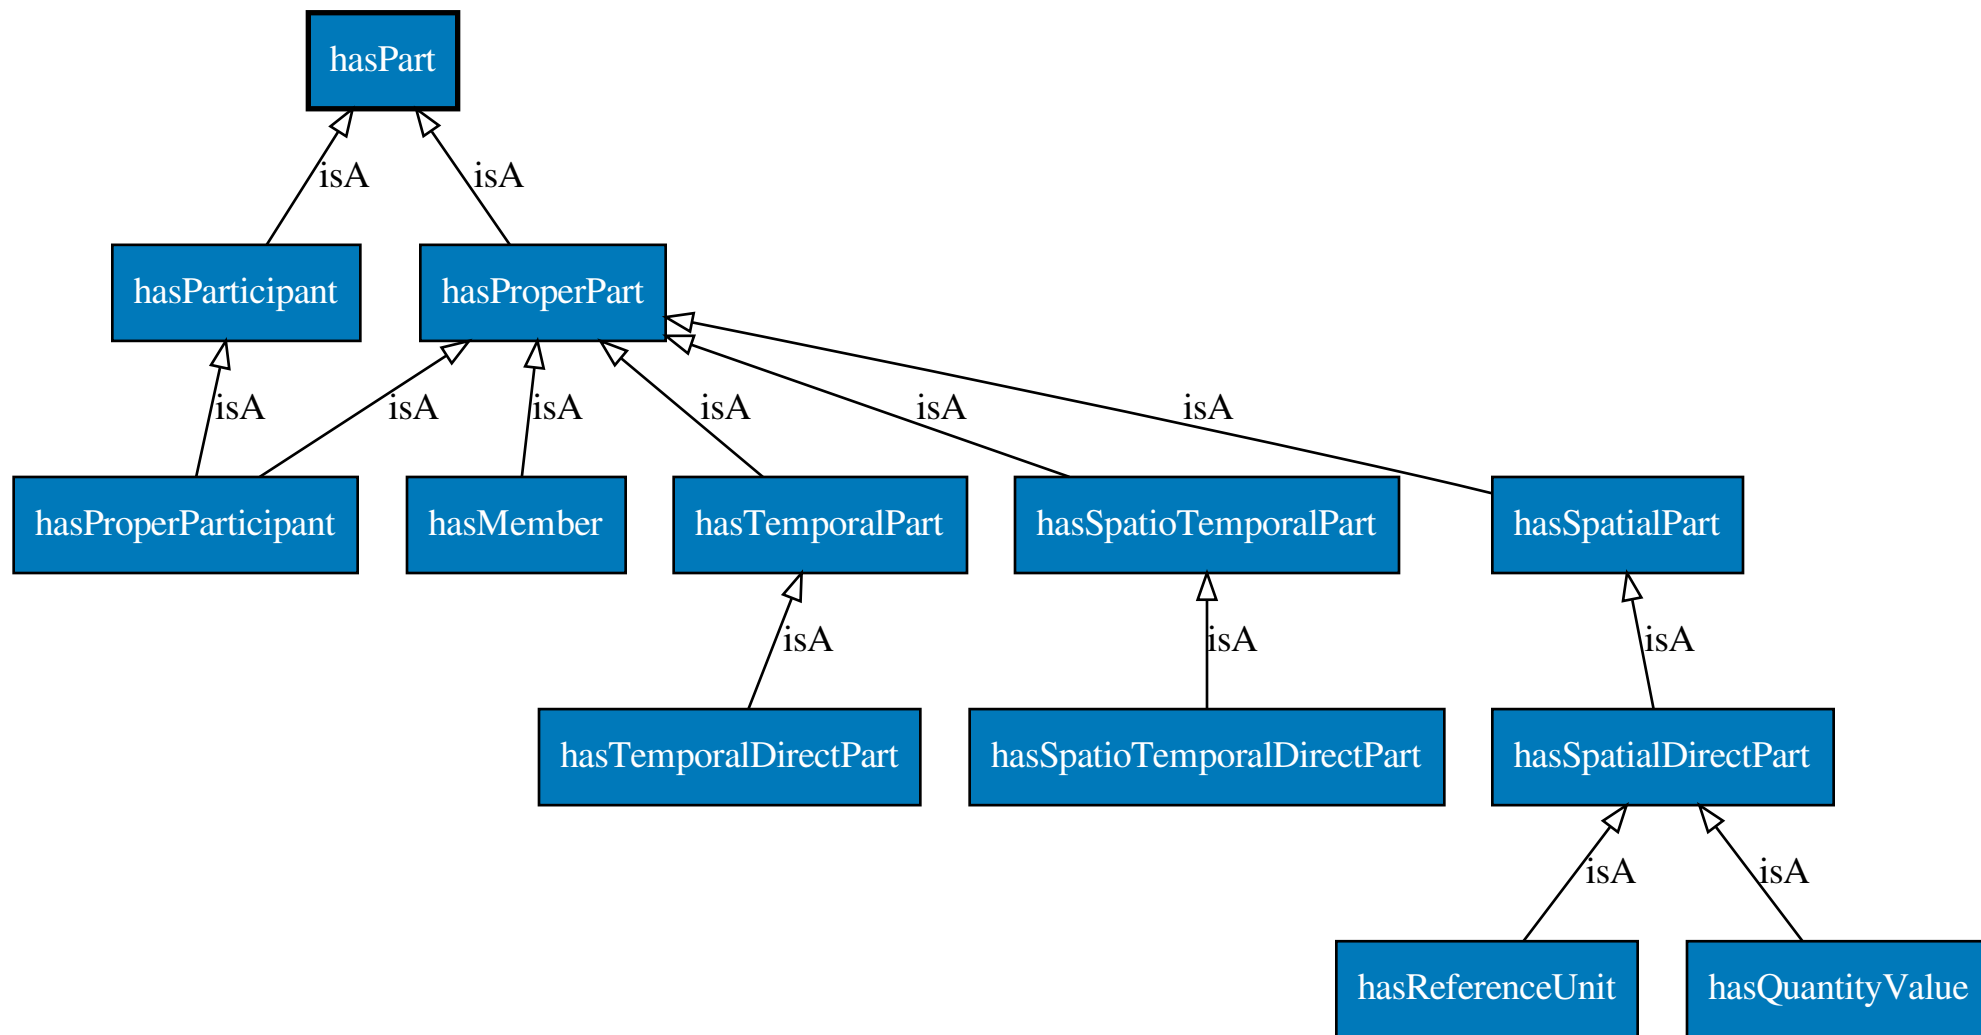 hasPart
isA
isA
hasParticipant
hasProperPart
isA
isA
isA
isA
isA
isA
hasProperParticipant
hasMember
hasTemporalPart
hasSpatioTemporalPart
hasSpatialPart
isA
isA
isA
hasTemporalDirectPart
hasSpatioTemporalDirectPart
hasSpatialDirectPart
isA
isA
hasReferenceUnit
hasQuantityValue